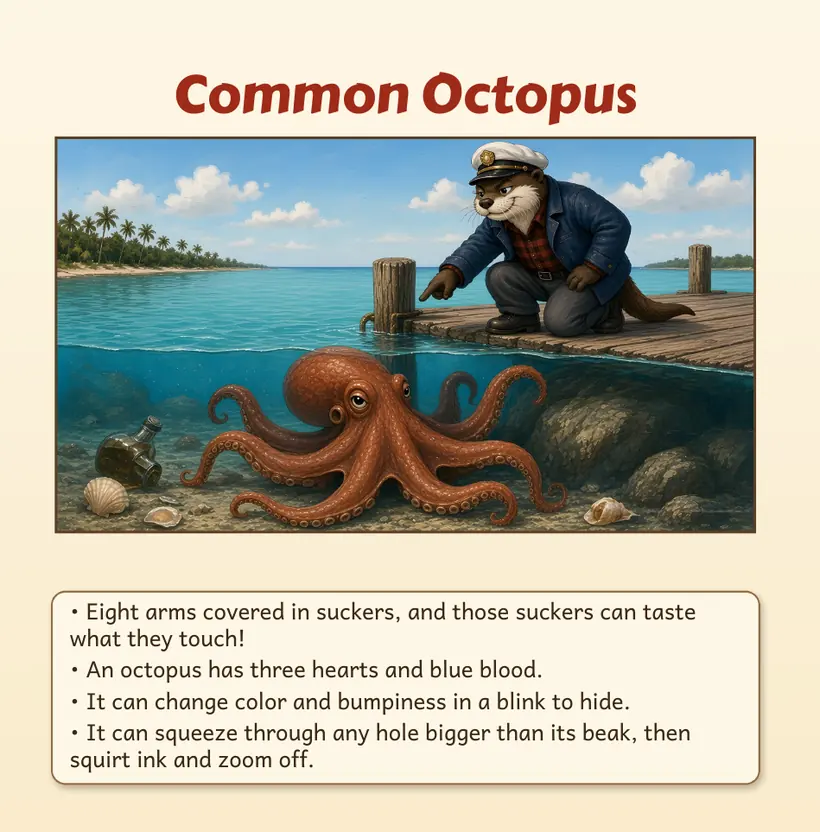 Common Octopus
• Eight arms covered in suckers, and those suckers can taste
what they touch!
• An octopus has three hearts and blue blood.
• It can change color and bumpiness in a blink to hide.
• It can squeeze through any hole bigger than its beak, then
squirt ink and zoom off.